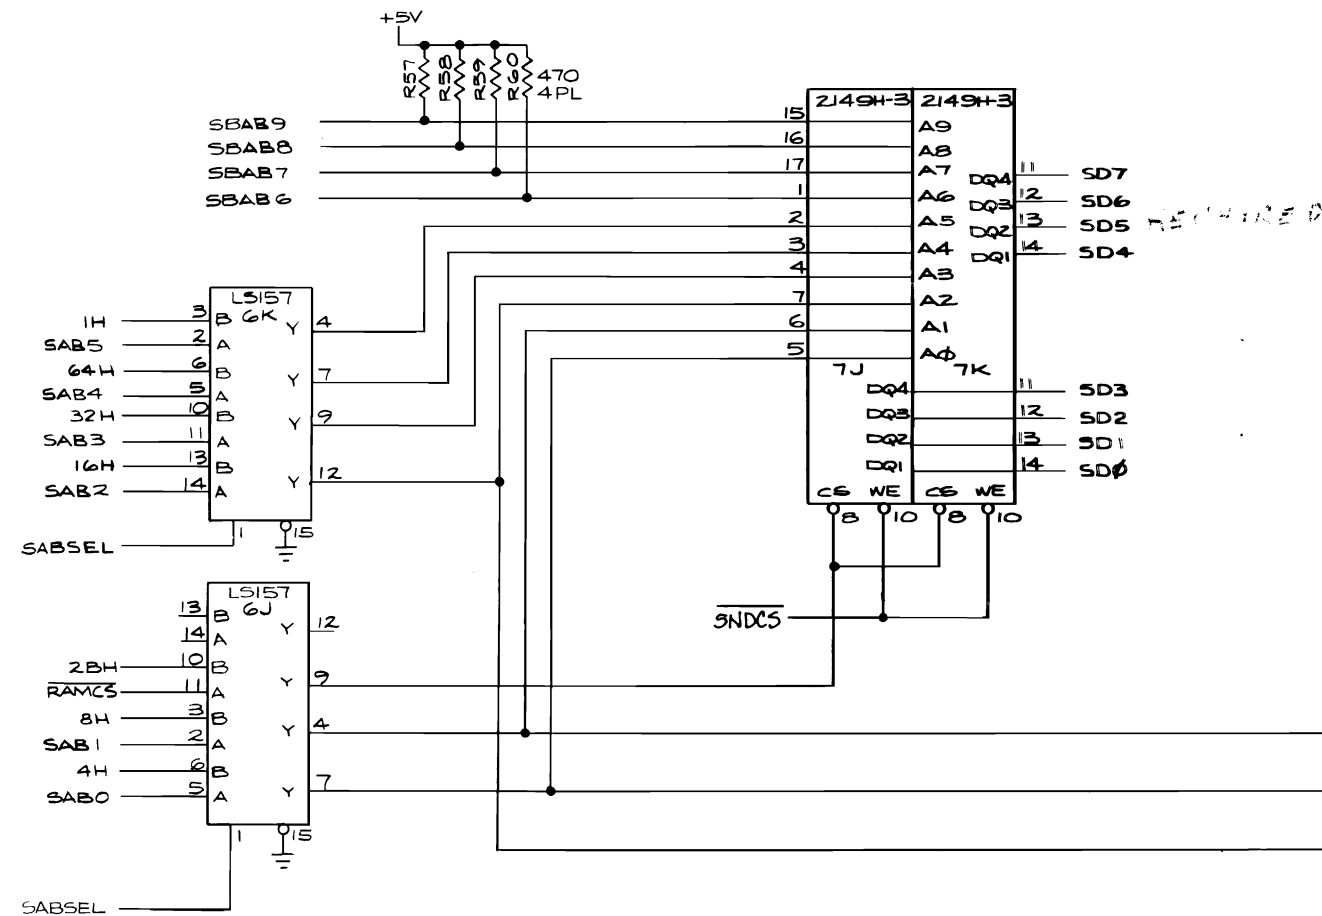 +5V
R57
R58
R59
R60
470
4PL
SBAB9
SBAB8
SBAB7
SBAB6
2149H-3 2149H-3
15 A9
16 A8
17 A7
1 A6
2 A5
3 A4
4 A3
7 A2
6 A1
5 AØ
7J 7K
DQ4 11 SD7
DQ3 12 SD6
DQ2 13 SD5
DQ1 14 SD4
DQ4 11 SD3
DQ3 12 SD2
DQ2 13 SD1
DQ1 14 SDØ
CS WE CS WE
8 10 8 10
SNDCS
LS157
6K
1H 3 B Y 4
SAB5 2 A
64H 6 B Y 7
SAB4 5 A
32H 10 B Y 9
SAB3 11 A
16H 13 B Y 12
SAB2 14 A
1 15
SABSEL
LS157
6J
13 B Y 12
14 A
2BH 10 B Y 9
RAMCS 11 A
8H 3 B Y 4
SAB1 2 A
4H 6 B Y 7
SAB0 5 A
1 15
SABSEL